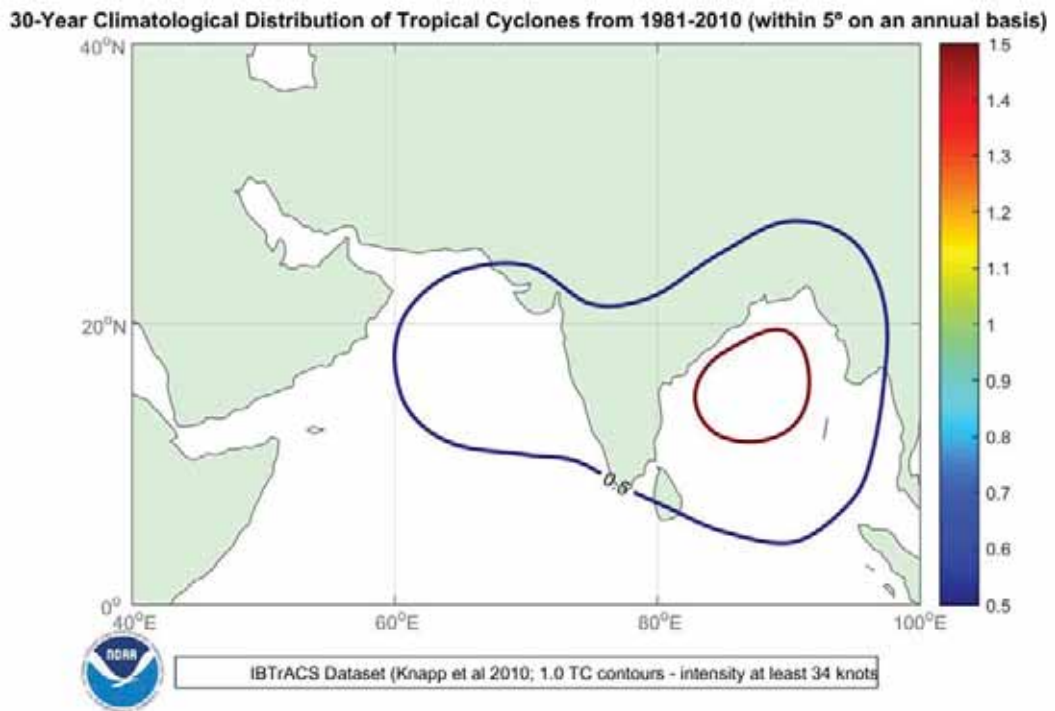 30-Year Climatological Distribution of Tropical Cyclones from 1981-2010 (within 5º on an annual basis)
40°N
20°N
0°
40°E
60°E
80°E
100°E
0.6
1.5
1.4
1.3
1.2
1.1
1
0.9
0.8
0.7
0.6
0.5
NOAA
IBTrACS Dataset (Knapp et al 2010; 1.0 TC contours - intensity at least 34 knots